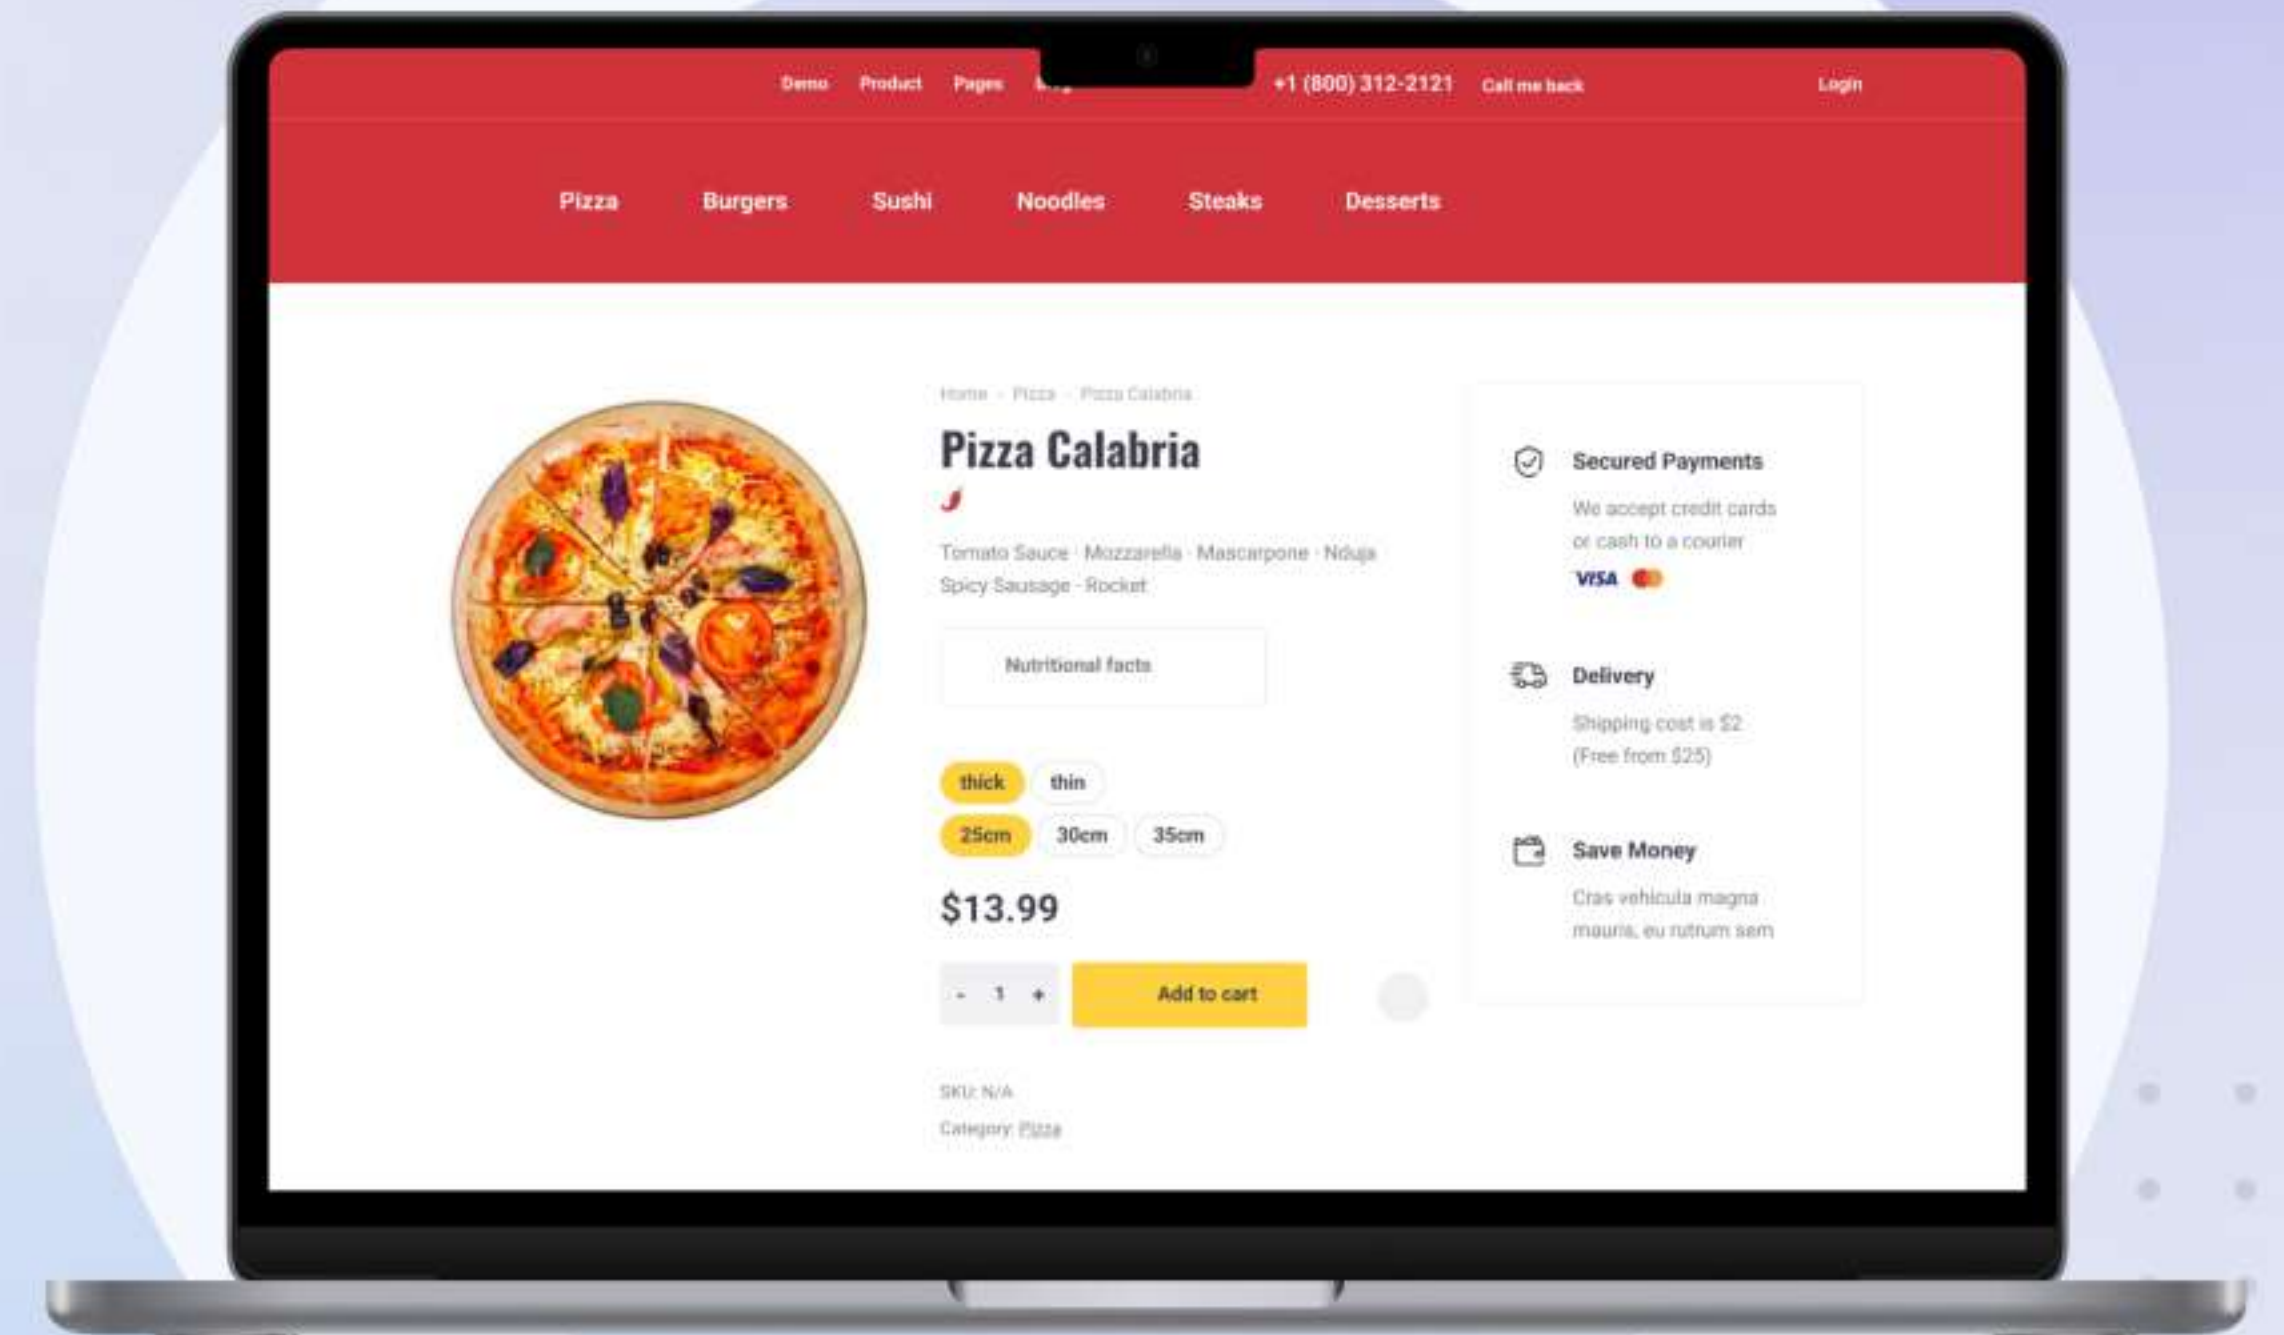 Demo Product Pages
+1 (800) 312-2121 Call me back Login
Pizza Burgers Sushi Noodles Steaks Desserts
Home - Pizza - Pizza Calabria
Pizza Calabria
Tomato Sauce · Mozzarella · Mascarpone · Nduja
Spicy Sausage · Rocket
Nutritional facts
thick thin
25cm 30cm 35cm
$13.99
- 1 +
Add to cart
SKU: N/A
Category: Pizza
Secured Payments
We accept credit cards
or cash to a courier
VISA
Delivery
Shipping cost is $2
(Free from $25)
Save Money
Cras vehicula magna
mauris, eu rutrum sem